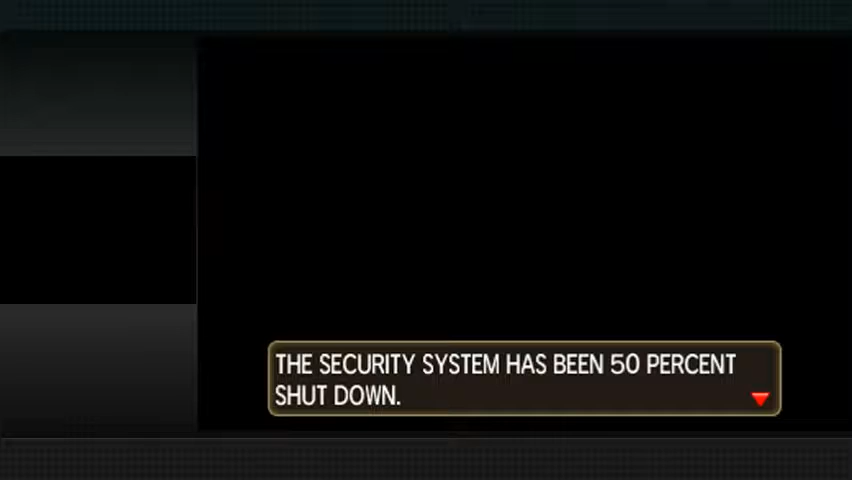 THE SECURITY SYSTEM HAS BEEN 50 PERCENT
SHUT DOWN.